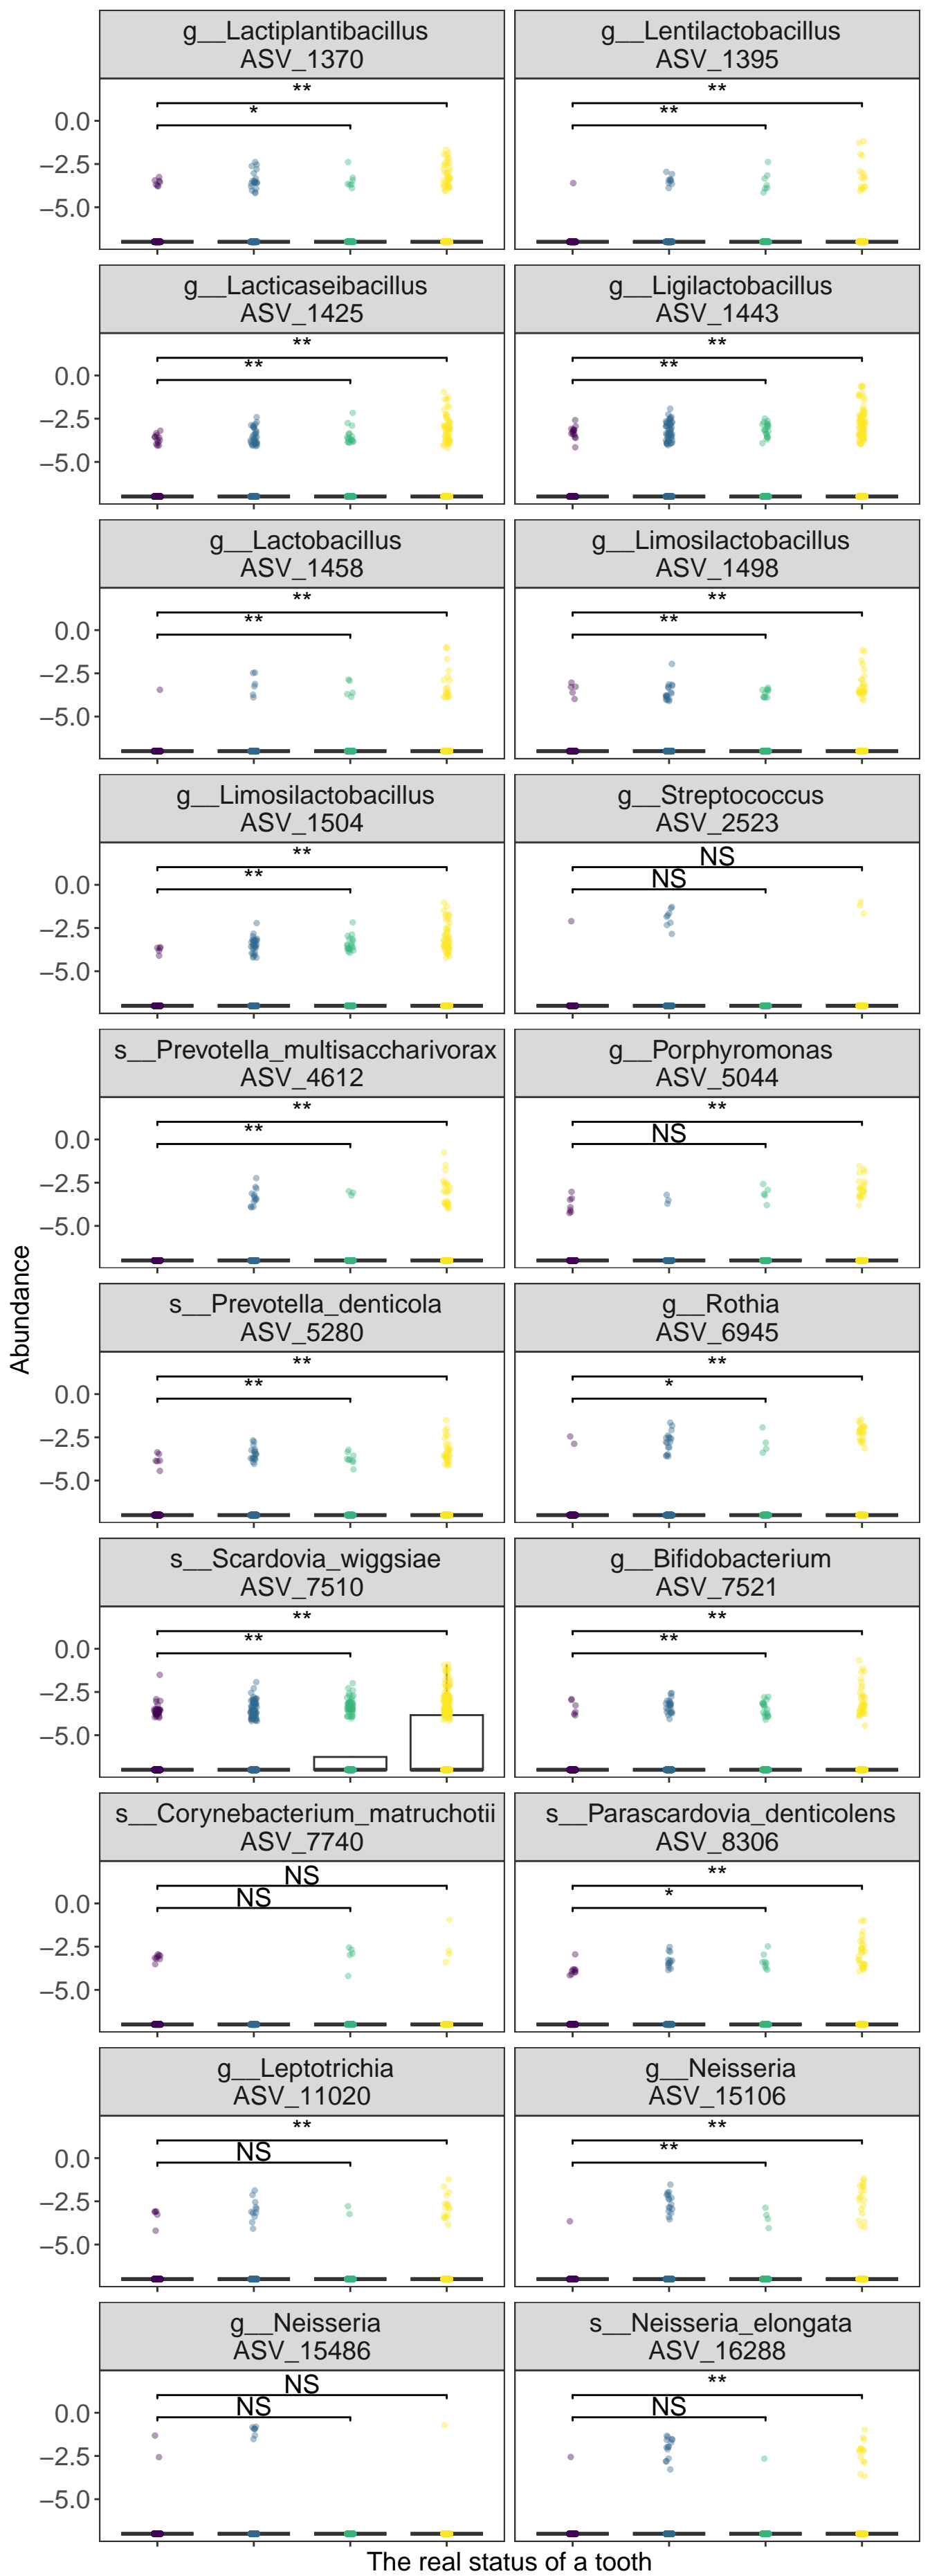 g__Lactiplantibacillus
ASV_1370
g__Lentilactobacillus
ASV_1395
**
*
**
**
0.0
−2.5
−5.0
g__Lacticaseibacillus
ASV_1425
g__Ligilactobacillus
ASV_1443
**
**
**
**
0.0
−2.5
−5.0
g__Lactobacillus
ASV_1458
g__Limosilactobacillus
ASV_1498
**
**
**
**
0.0
−2.5
−5.0
g__Limosilactobacillus
ASV_1504
g__Streptococcus
ASV_2523
**
**
NS
NS
0.0
−2.5
−5.0
s__Prevotella_multisaccharivorax
ASV_4612
g__Porphyromonas
ASV_5044
**
**
**
NS
0.0
−2.5
−5.0
Abundance
s__Prevotella_denticola
ASV_5280
g__Rothia
ASV_6945
**
**
**
*
0.0
−2.5
−5.0
s__Scardovia_wiggsiae
ASV_7510
g__Bifidobacterium
ASV_7521
**
**
**
**
0.0
−2.5
−5.0
s__Corynebacterium_matruchotii
ASV_7740
s__Parascardovia_denticolens
ASV_8306
NS
NS
**
*
0.0
−2.5
−5.0
g__Leptotrichia
ASV_11020
g__Neisseria
ASV_15106
**
NS
**
**
0.0
−2.5
−5.0
g__Neisseria
ASV_15486
s__Neisseria_elongata
ASV_16288
NS
NS
**
NS
0.0
−2.5
−5.0
The real status of a tooth